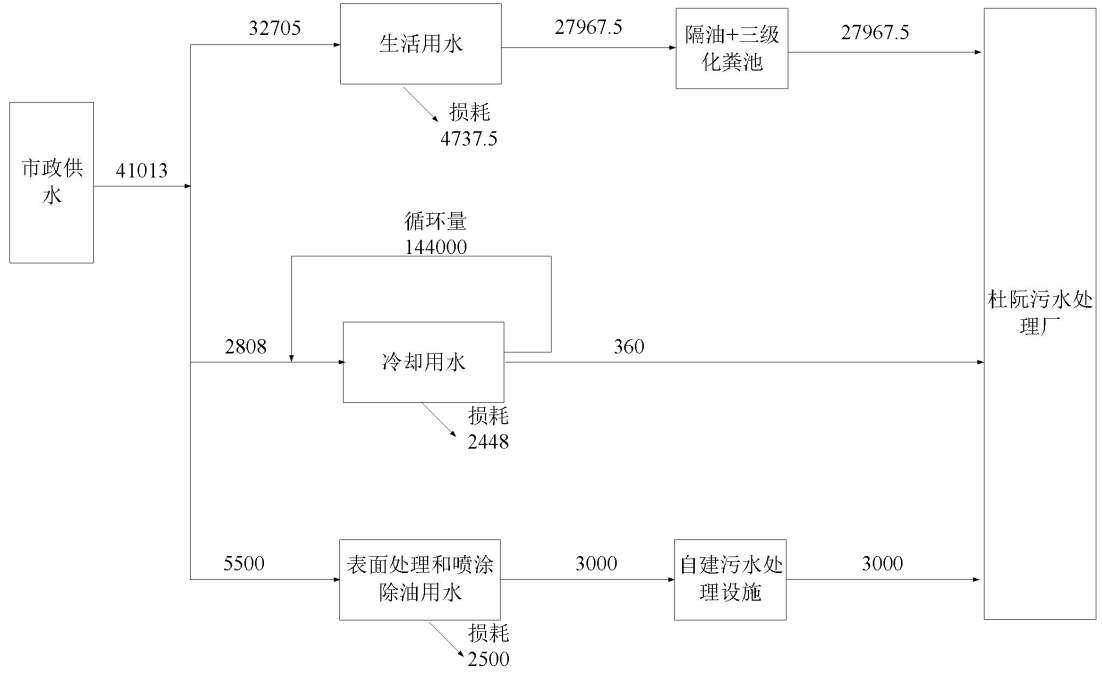 32705
生活用水
27967.5
隔油+三级
化粪池
27967.5
损耗
4737.5
市政供
水
41013
循环量
144000
杜阮污水处
理厂
2808
冷却用水
360
损耗
2448
5500
表面处理和喷涂
除油用水
3000
自建污水处
理设施
3000
损耗
2500